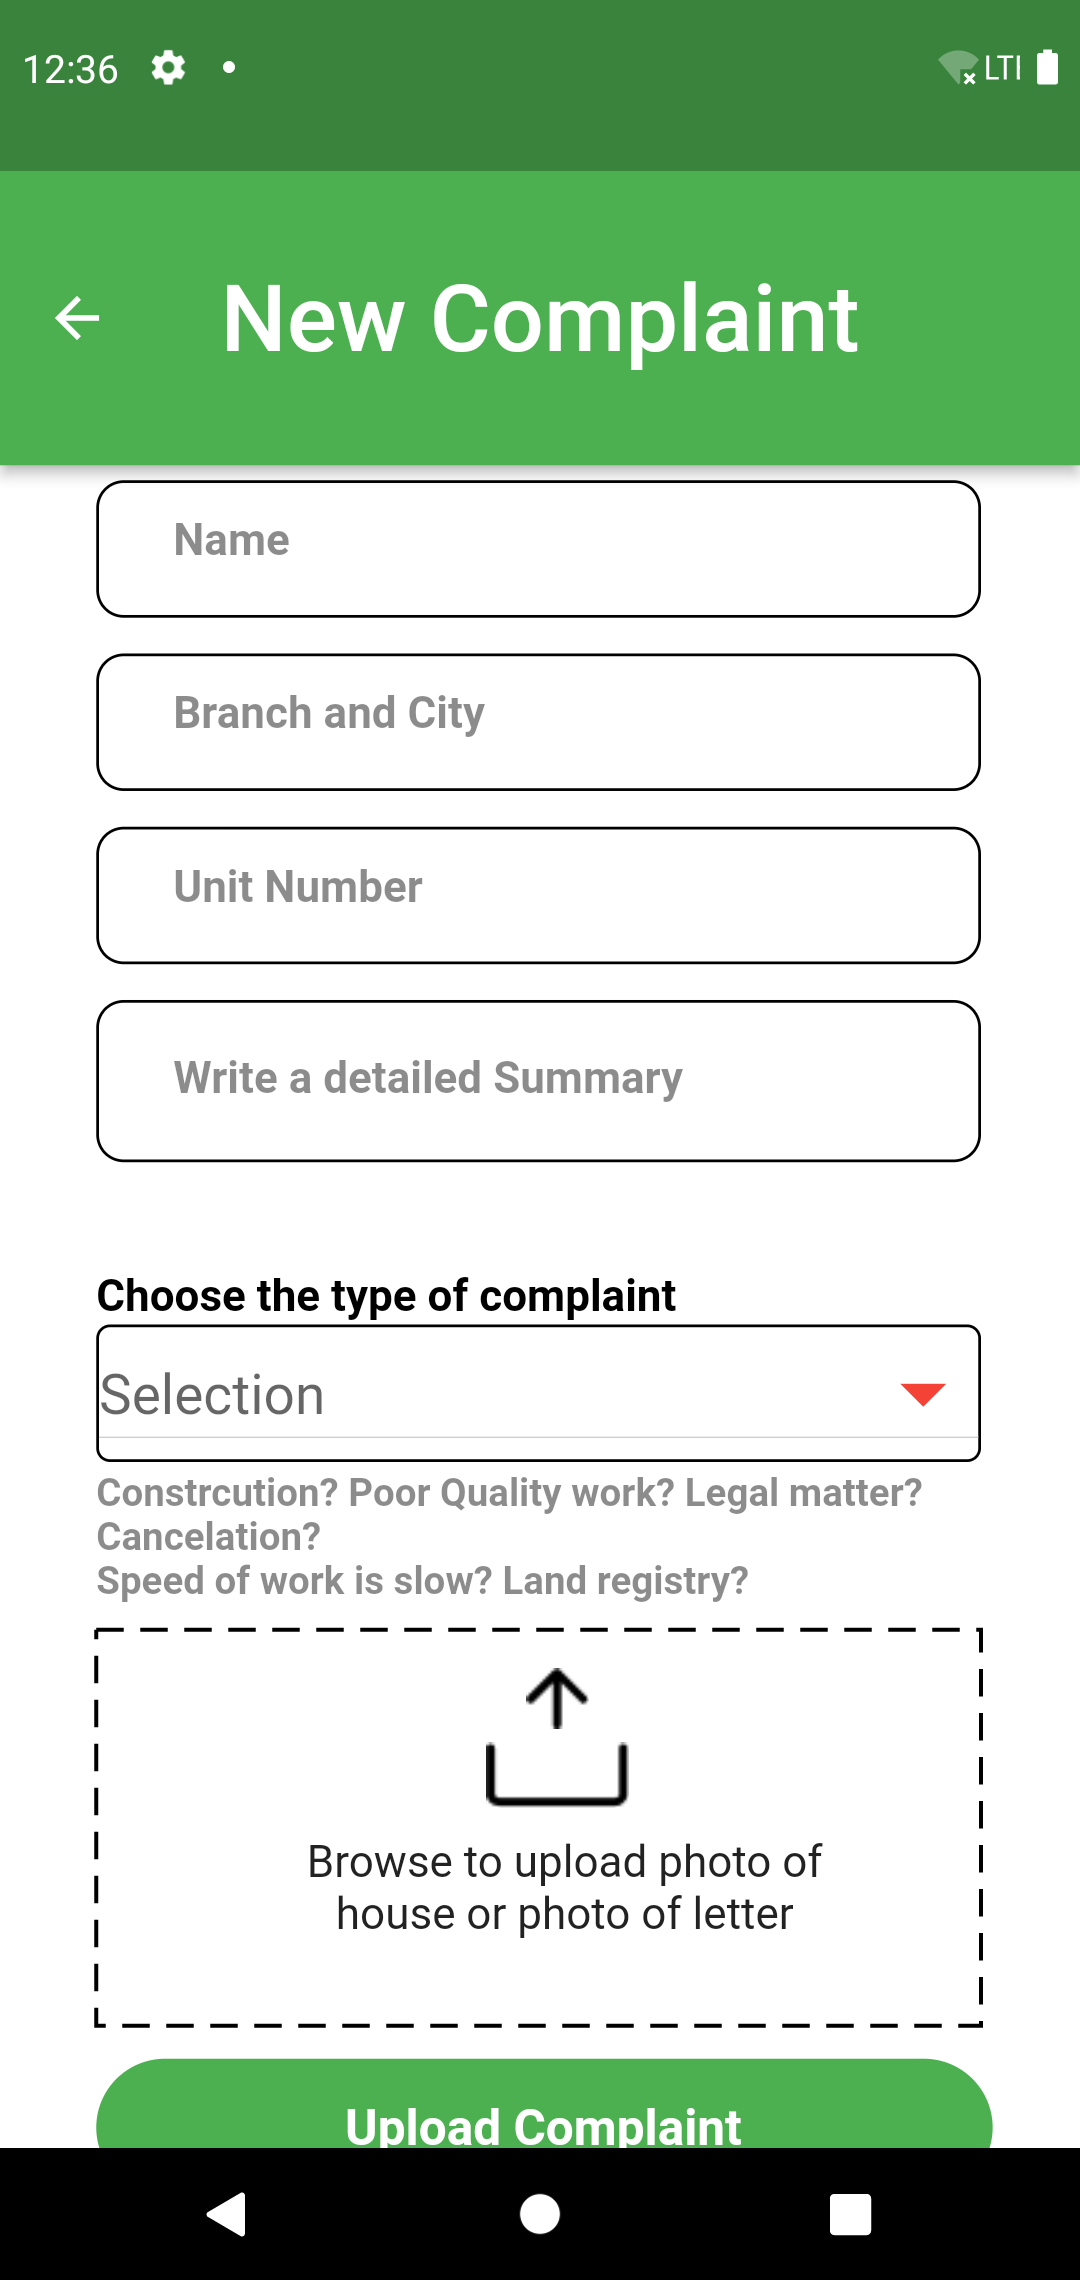 12:36
LTE
New Complaint
Name
Branch and City
Unit Number
Write a detailed Summary
Choose the type of complaint
Selection
Constrcution? Poor Quality work? Legal matter?
Cancelation?
Speed of work is slow? Land registry?
Browse to upload photo of
house or photo of letter
Upload Complaint